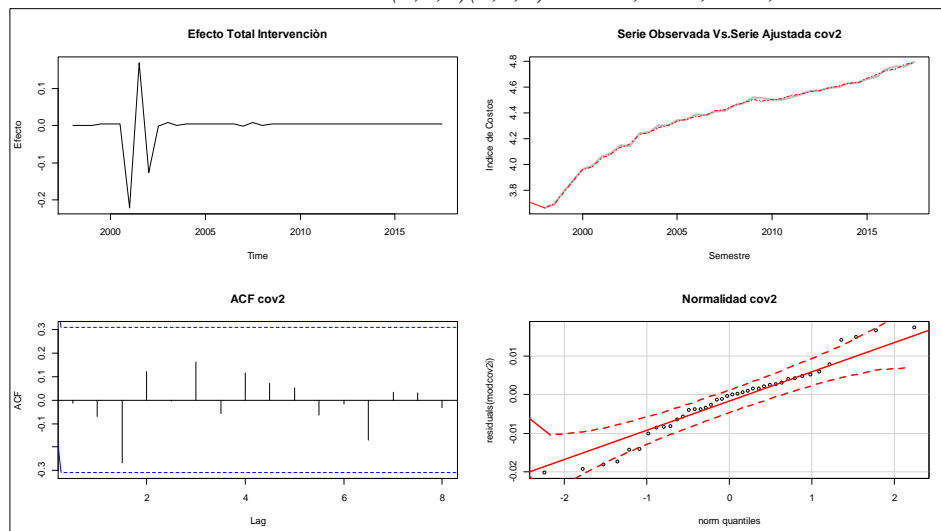 Efecto Total Intervenciòn
Efecto
0.1
0.0
-0.1
-0.2
2000 2005 2010 2015
Time
Serie Observada Vs.Serie Ajustada cov2
Indice de Costos
4.8
4.6
4.4
4.2
4.0
3.8
2000 2005 2010 2015
Semestre
ACF cov2
ACF
0.3
0.2
0.1
0.0
-0.1
-0.3
2 4 6 8
Lag
Normalidad cov2
residuals(modcov2i)
0.01
0.00
-0.01
-0.02
-2 -1 0 1 2
norm quantiles